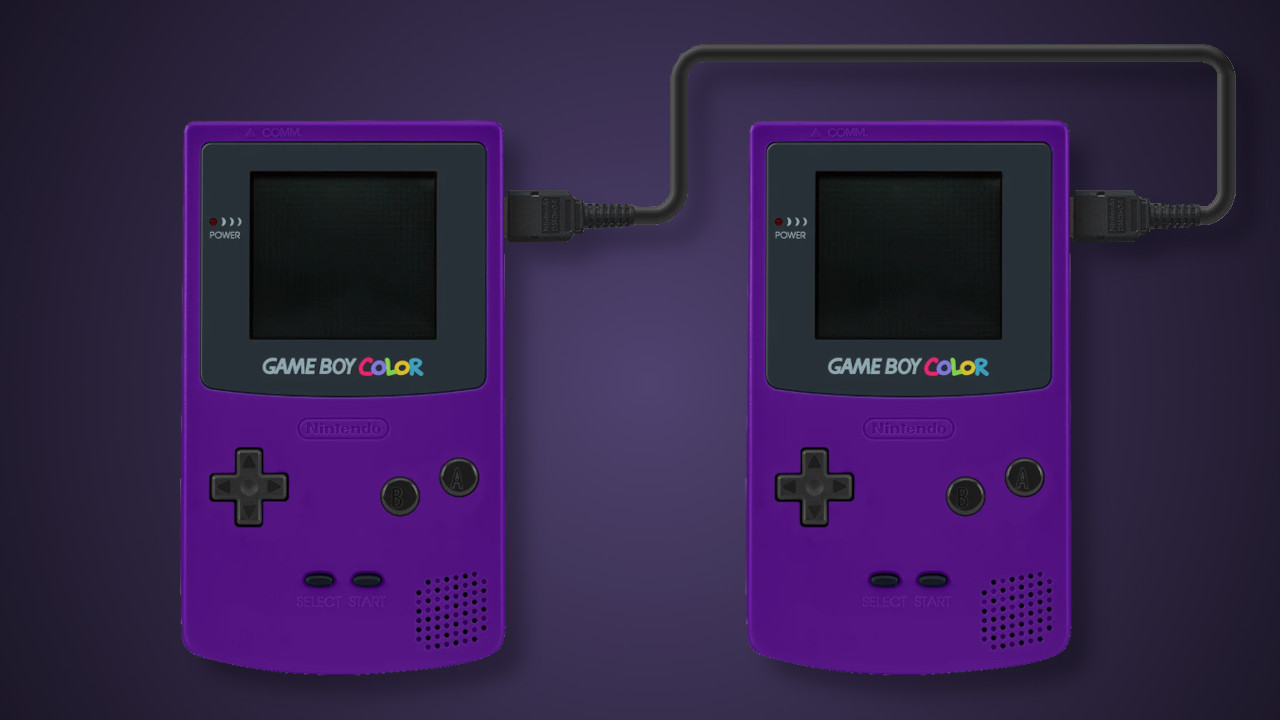 COMM.
POWER
GAME BOY COLOR
Nintendo
B
A
SELECT START
COMM.
POWER
GAME BOY COLOR
Nintendo
B
A
SELECT START